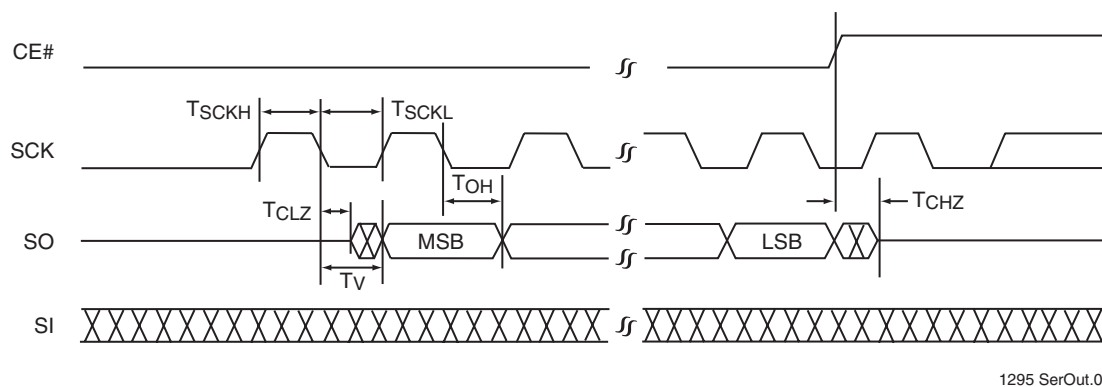 CE#
TSCKH
TSCKL
SCK
TOH
TCLZ
TCHZ
SO
MSB
LSB
TV
SI
1295 SerOut.0